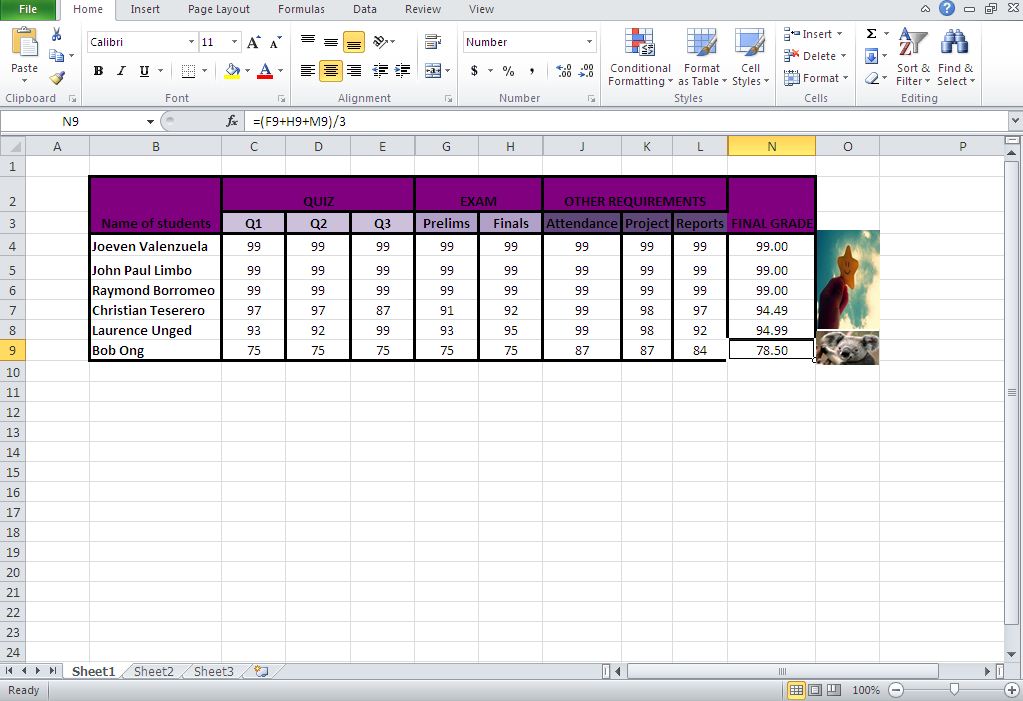 File Home Insert Page Layout Formulas Data Review View
Calibri 11 A A Number Insert Σ
Paste B I U A $ % , .00 .0 Conditional Formatting Format as Table Cell Styles Delete Format Sort & Filter Find & Select
Clipboard Font Alignment Number Styles Cells Editing
N9 fx =(F9+H9+M9)/3
A B C D E G H J K L N O P
1
2 QUIZ EXAM OTHER REQUIREMENTS
3 Name of students Q1 Q2 Q3 Prelims Finals Attendance Project Reports FINAL GRADE
4 Joeven Valenzuela 99 99 99 99 99 99 99 99 99.00
5 John Paul Limbo 99 99 99 99 99 99 99 99 99.00
6 Raymond Borromeo 99 99 99 99 99 99 99 99 99.00
7 Christian Teserero 97 97 87 91 92 99 98 97 94.49
8 Laurence Unged 93 92 99 93 95 99 98 92 94.99
9 Bob Ong 75 75 75 75 75 87 87 84 78.50
10
11
12
13
14
15
16
17
18
19
20
21
22
23
24
Sheet1 Sheet2 Sheet3
Ready 100%